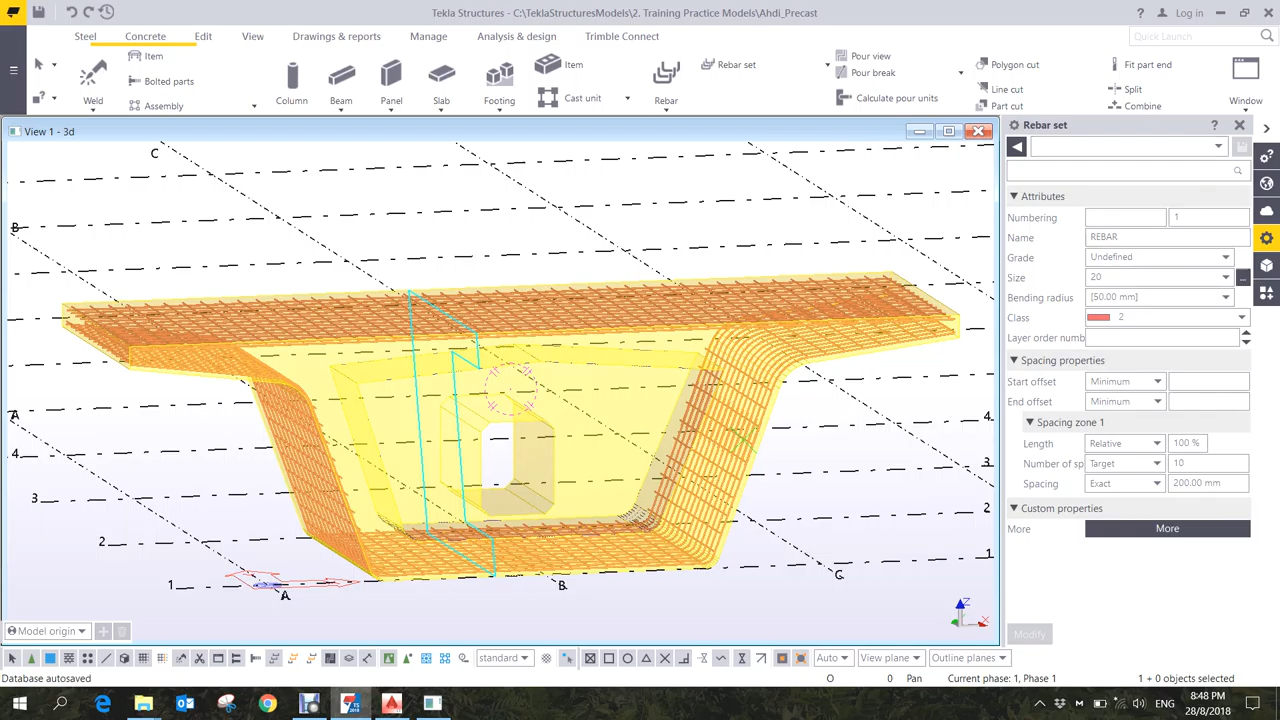 Tekla Structures - C:\TeklaStructuresModels\2. Training Practice Models\Ahdi_Precast
Log in
Steel Concrete Edit View Drawings & reports Manage Analysis & design Trimble Connect
Quick Launch
Weld
Item
Bolted parts
Assembly
Column
Beam
Panel
Slab
Footing
Item
Cast unit
Rebar
Rebar set
Pour view
Pour break
Calculate pour units
Polygon cut
Line cut
Part cut
Fit part end
Split
Combine
Window
View 1 - 3d
C
B
A
4
3
2
1
A
B
C
4
3
2
1
Z
X
Model origin
Rebar set
Attributes
Numbering 1
Name REBAR
Grade Undefined
Size 20 ...
Bending radius [50.00 mm]
Class 2
Layer order numb
Spacing properties
Start offset Minimum
End offset Minimum
Spacing zone 1
Length Relative 100 %
Number of sp Target 10
Spacing Exact 200.00 mm
Custom properties
More More
Modify
standard Auto View plane Outline planes
Database autosaved O 0 Pan Current phase: 1, Phase 1 1 + 0 objects selected
ENG
8:48 PM
28/8/2018